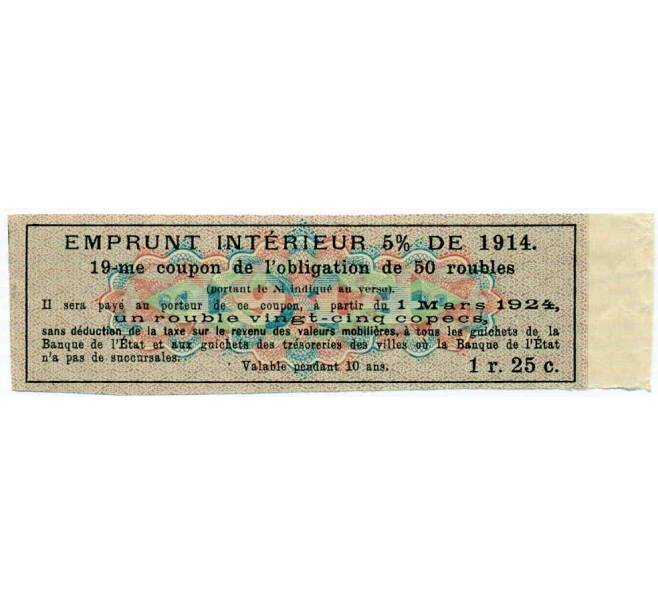 EMPRUNT INTÉRIEUR 5% DE 1914.
19-me coupon de l'obligation de 50 roubles
(portant le № indiqué au verso).
Il sera payé au porteur de ce coupon, à partir du 1 Mars 1924,
un rouble vingt-cinq copecs,
sans déduction de la taxe sur le revenu des valeurs mobilières, à tous les guichets de la
Banque de l'État et aux guichets des trésoreries des villes où la Banque de l'État
n'a pas de succursales.
Valable pendant 10 ans.
1 r. 25 c.